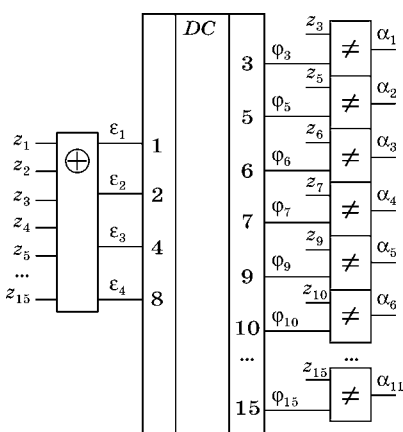 DC
z₁
z₂
z₃
z₄
z₅
...
z₁₅
⊕
ε₁
ε₂
ε₃
ε₄
1
2
4
8
3
5
6
7
9
10
...
15
φ₃
φ₅
φ₆
φ₇
φ₉
φ₁₀
φ₁₅
z₃
z₅
z₆
z₇
z₉
z₁₀
...
z₁₅
≠
≠
≠
≠
≠
≠
≠
α₁
α₂
α₃
α₄
α₅
α₆
α₁₁